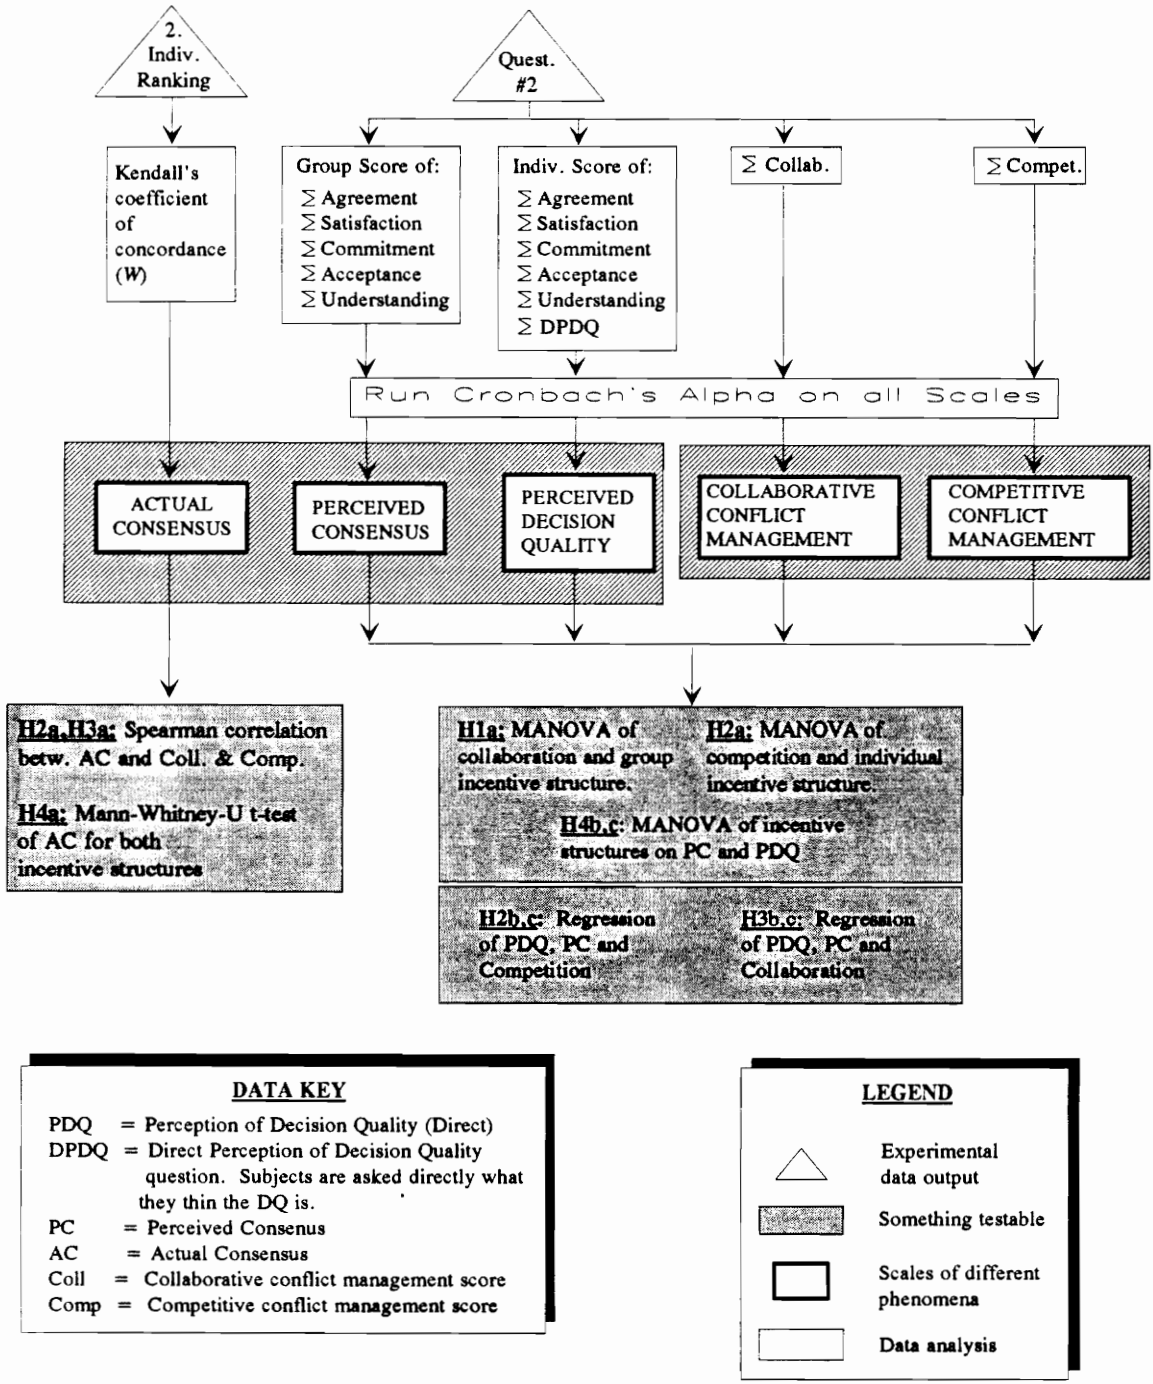 2.
Indiv.
Ranking
Quest.
#2
Kendall's
coefficient
of
concordance
(W)
Group Score of:
∑ Agreement
∑ Satisfaction
∑ Commitment
∑ Acceptance
∑ Understanding
Indiv. Score of:
∑ Agreement
∑ Satisfaction
∑ Commitment
∑ Acceptance
∑ Understanding
∑ DPDQ
∑ Collab.
∑ Compet.
Run Cronbach's Alpha on all Scales
ACTUAL
CONSENSUS
PERCEIVED
CONSENSUS
PERCEIVED
DECISION
QUALITY
COLLABORATIVE
CONFLICT
MANAGEMENT
COMPETITIVE
CONFLICT
MANAGEMENT
H2a,H3a: Spearman correlation
betw. AC and Coll. & Comp.
H4a: Mann-Whitney-U t-test
of AC for both
incentive structures
H1a: MANOVA of
collaboration and group
incentive structure.
H2a: MANOVA of
competition and individual
incentive structure.
H4b,c: MANOVA of incentive
structures on PC and PDQ
H2b,c: Regression
of PDQ, PC and
Competition
H3b,c: Regression
of PDQ, PC and
Collaboration
DATA KEY
PDQ = Perception of Decision Quality (Direct)
DPDQ = Direct Perception of Decision Quality
question. Subjects are asked directly what
they thin the DQ is.
PC = Perceived Consenus
AC = Actual Consensus
Coll = Collaborative conflict management score
Comp = Competitive conflict management score
LEGEND
Experimental
data output
Something testable
Scales of different
phenomena
Data analysis